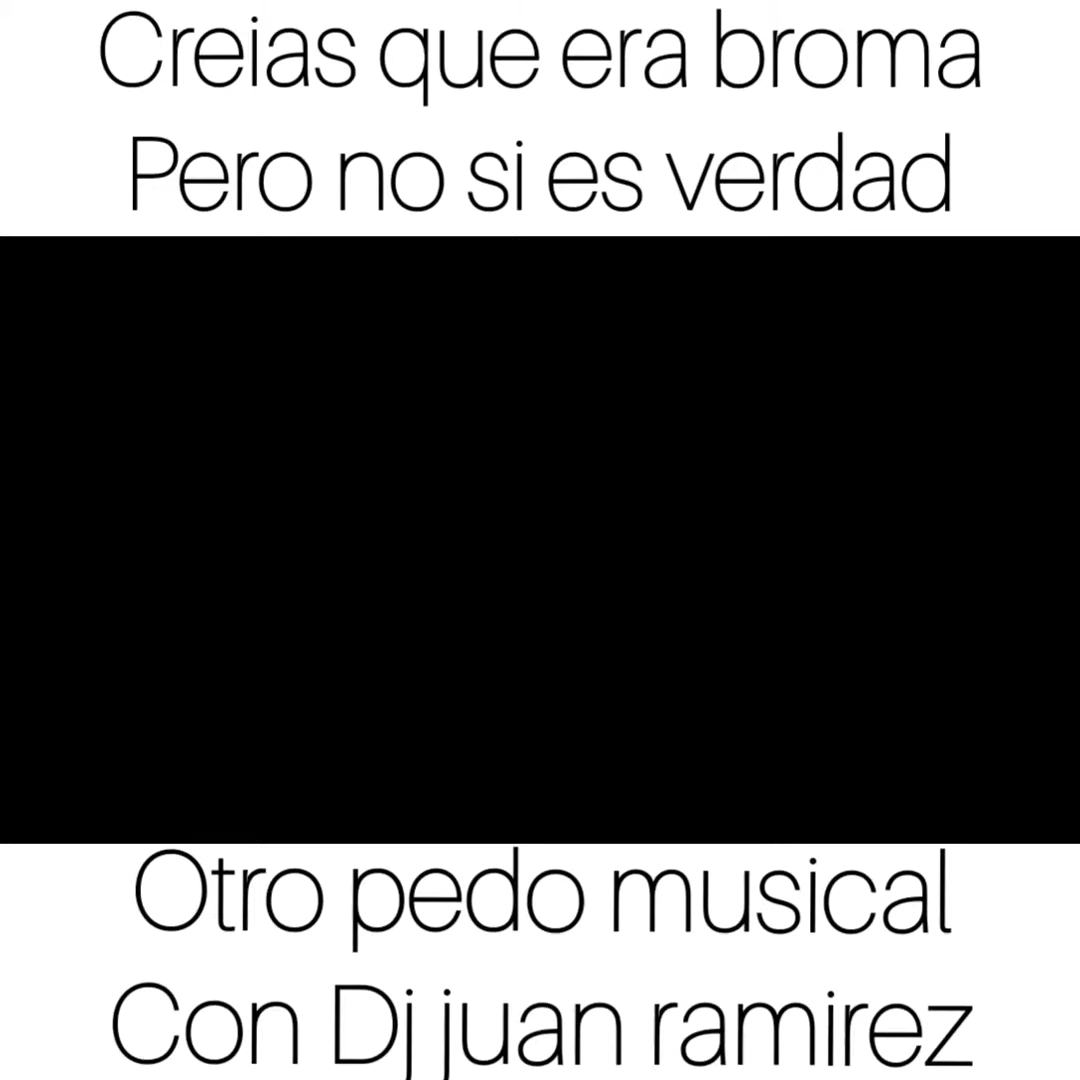 Creias que era broma
Pero no si es verdad
Otro pedo musical
Con Dj juan ramirez